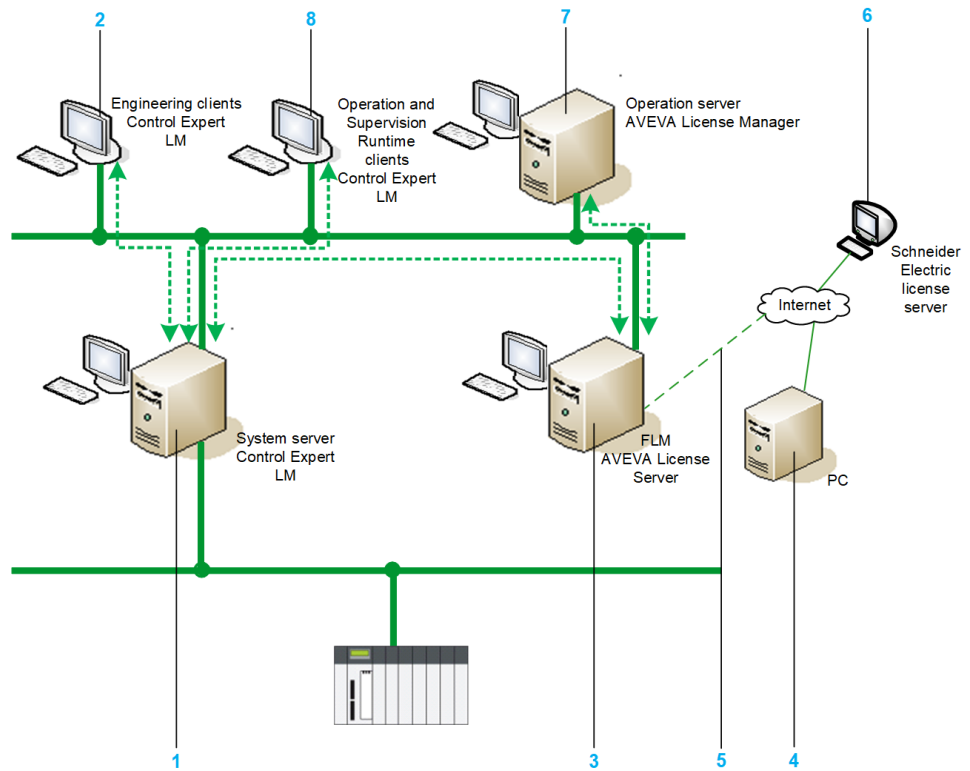 2
8
7
6
Engineering clients
Control Expert
LM
Operation and
Supervision
Runtime
clients
Control Expert
LM
Operation server
AVEVA License Manager
Schneider
Electric
license
server
Internet
System server
Control Expert
LM
FLM
AVEVA License
Server
PC
1
3
5
4